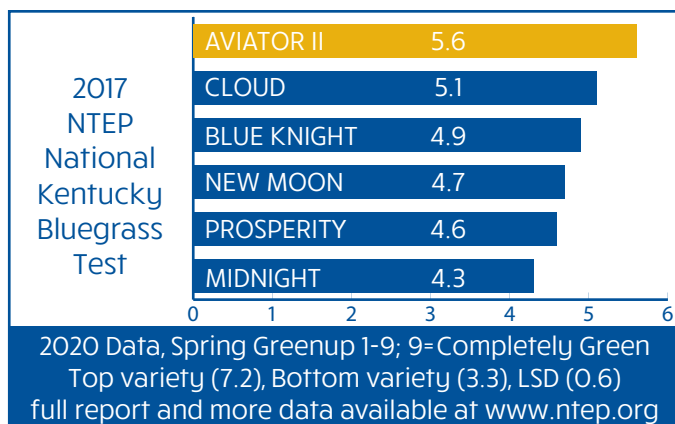 2017
NTEP
National
Kentucky
Bluegrass
Test
AVIATOR II 5.6
CLOUD 5.1
BLUE KNIGHT 4.9
NEW MOON 4.7
PROSPERITY 4.6
MIDNIGHT 4.3
0 1 2 3 4 5 6
2020 Data, Spring Greenup 1-9; 9=Completely Green
Top variety (7.2), Bottom variety (3.3), LSD (0.6)
full report and more data available at www.ntep.org